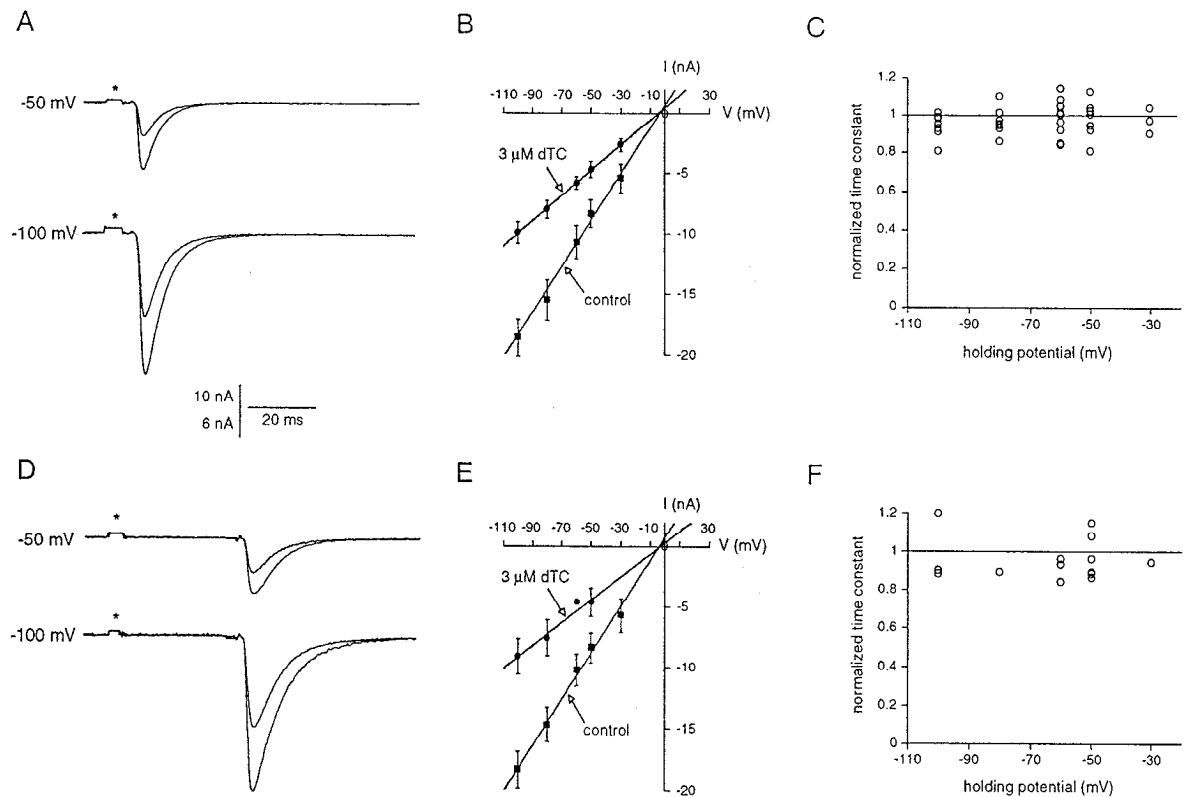 A
-50 mV
*
-100 mV
*
10 nA
6 nA
20 ms
B
I (nA)
-110 -90 -70 -50 -30 -10 30
V (mV)
3 µM dTC
-5
-10
control
-15
-20
C
1.2
1
0.8
0.6
0.4
0.2
0
normalized time constant
-110 -90 -70 -50 -30
holding potential (mV)
D
-50 mV
*
-100 mV
*
E
I (nA)
-110 -90 -70 -50 -30 -10 30
V (mV)
3 µM dTC
-5
-10
control
-15
-20
F
1.2
1
0.8
0.6
0.4
0.2
0
normalized time constant
-110 -90 -70 -50 -30
holding potential (mV)